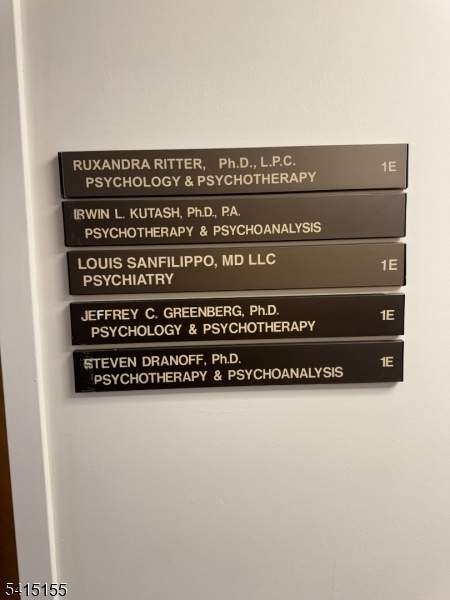 RUXANDRA RITTER, Ph.D., L.P.C. 1E
PSYCHOLOGY & PSYCHOTHERAPY
IRWIN L. KUTASH, Ph.D., P.A.
PSYCHOTHERAPY & PSYCHOANALYSIS
LOUIS SANFILIPPO, MD LLC 1E
PSYCHIATRY
JEFFREY C. GREENBERG, Ph.D. 1E
PSYCHOLOGY & PSYCHOTHERAPY
STEVEN DRANOFF, Ph.D. 1E
PSYCHOTHERAPY & PSYCHOANALYSIS
5415155